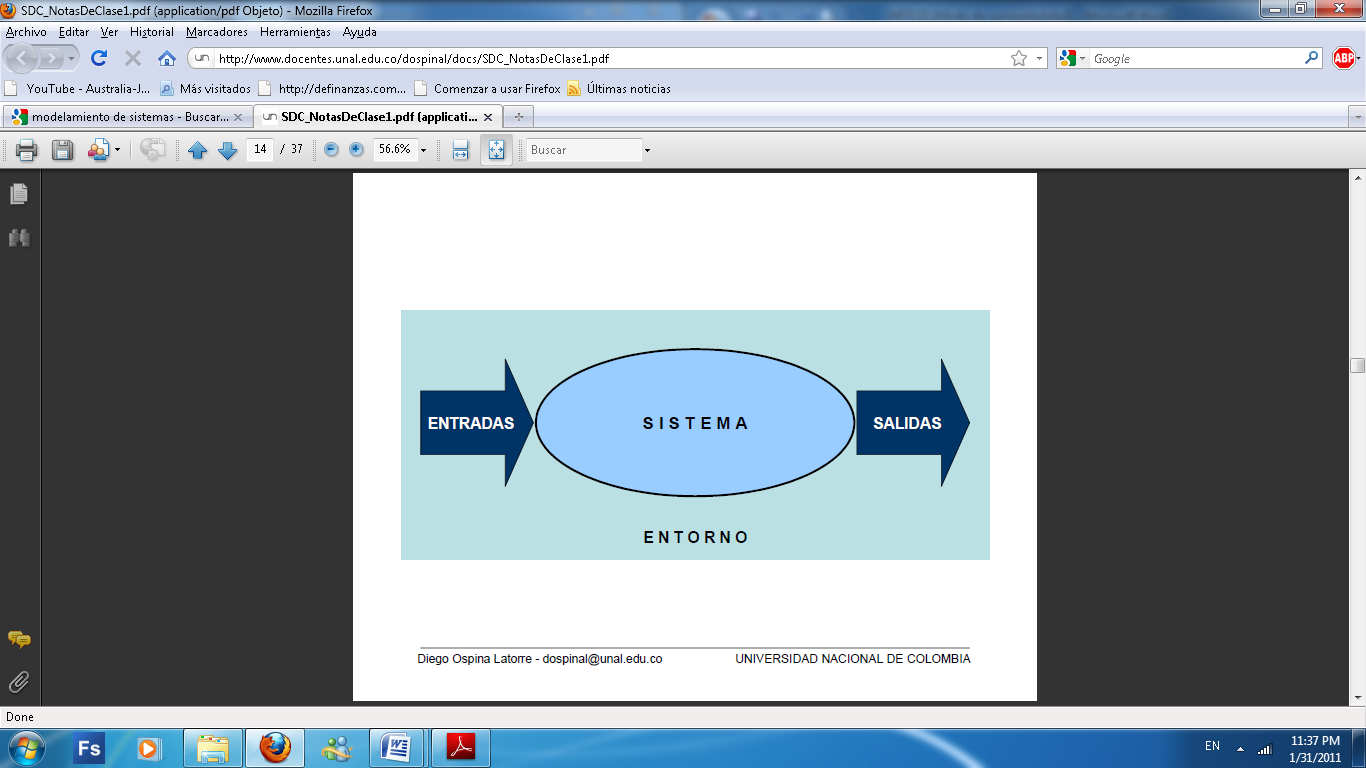 SDC_NotasDeClase1.pdf (application/pdf Objeto) - Mozilla Firefox
Archivo Editar Ver Historial Marcadores Herramientas Ayuda
http://www.docentes.unal.edu.co/dospinal/docs/SDC_NotasDeClase1.pdf Google ABP
YouTube - Australia-J... Más visitados http://definanzas.com... Comenzar a usar Firefox Últimas noticias
modelamiento de sistemas - Buscar... SDC_NotasDeClase1.pdf (applicati...
14 / 37 56.6% Buscar
ENTRADAS S I S T E M A SALIDAS
E N T O R N O
Diego Ospina Latorre - dospinal@unal.edu.co UNIVERSIDAD NACIONAL DE COLOMBIA
Done
Fs EN 11:37 PM
1/31/2011